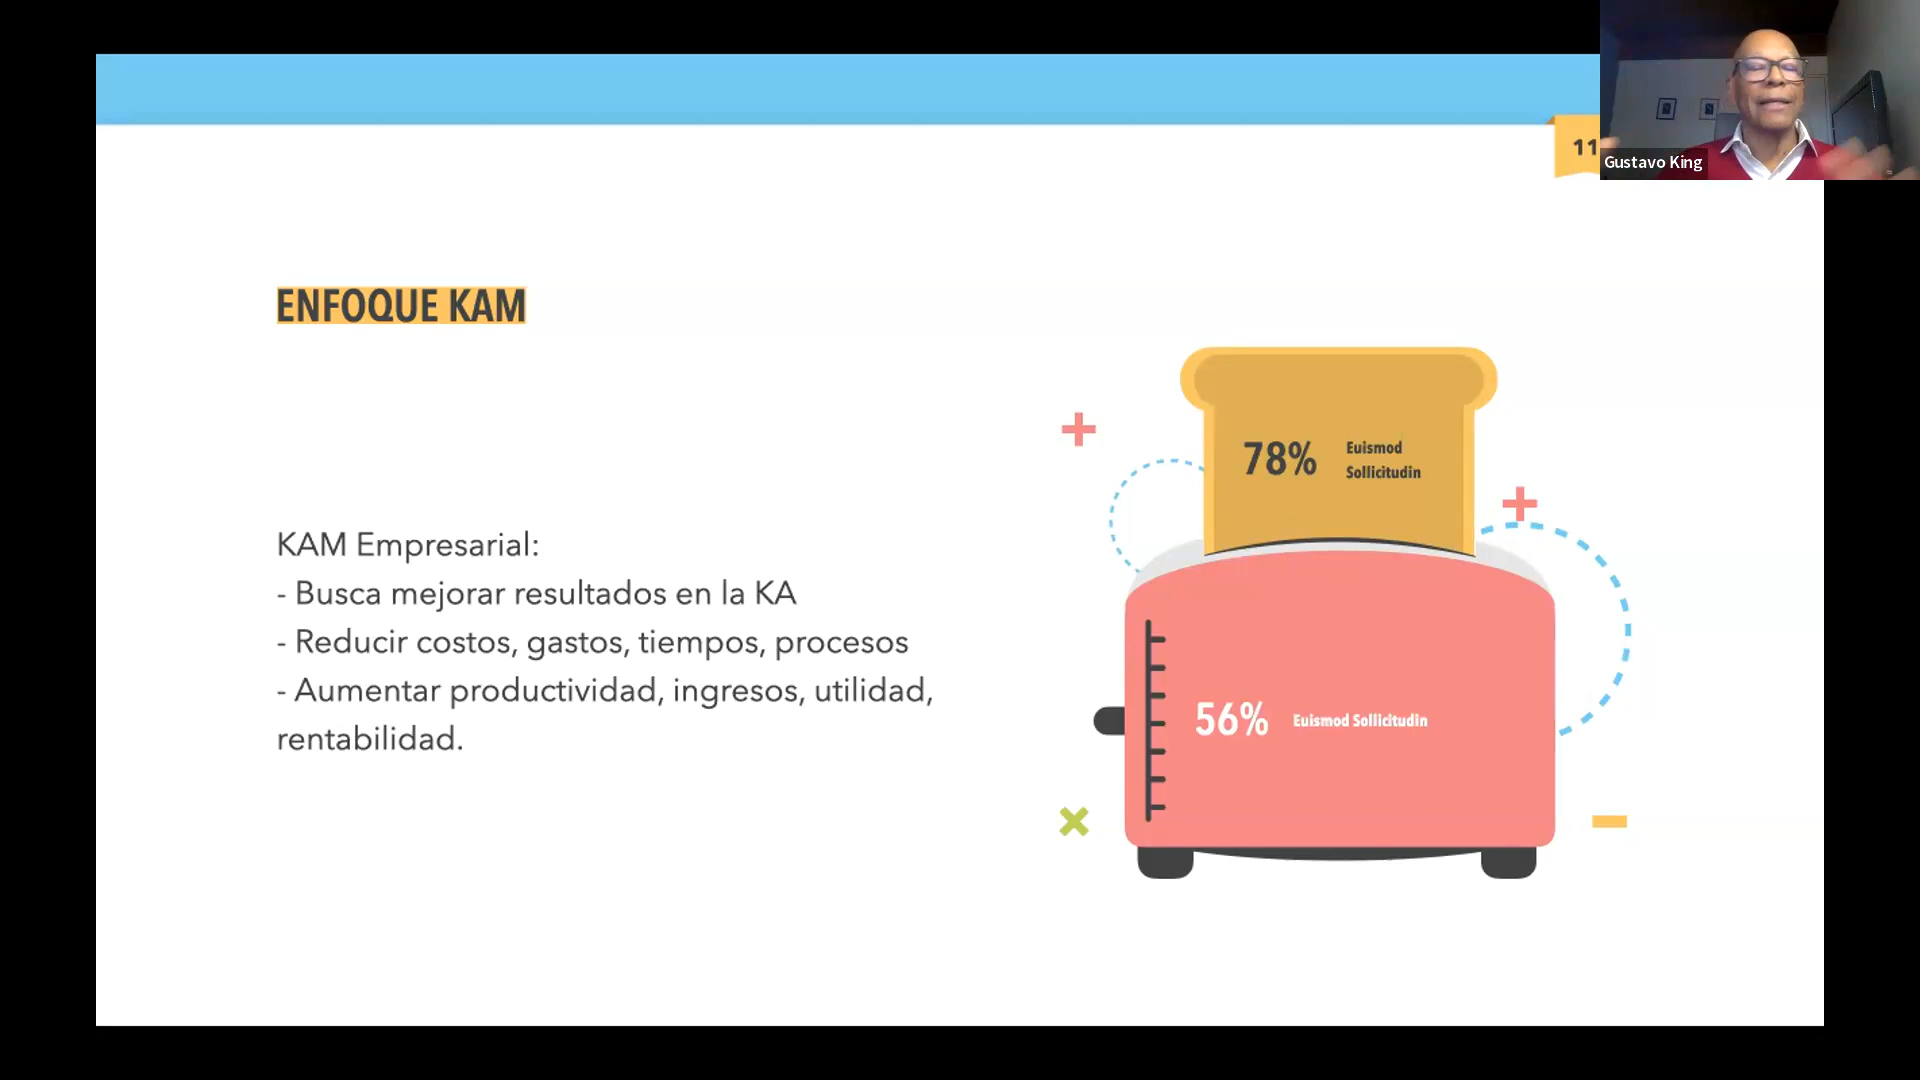 11
Gustavo King
ENFOQUE KAM
78%
Euismod
Sollicitudin
KAM Empresarial:
- Busca mejorar resultados en la KA
- Reducir costos, gastos, tiempos, procesos
- Aumentar productividad, ingresos, utilidad,
rentabilidad.
56%
Euismod Sollicitudin